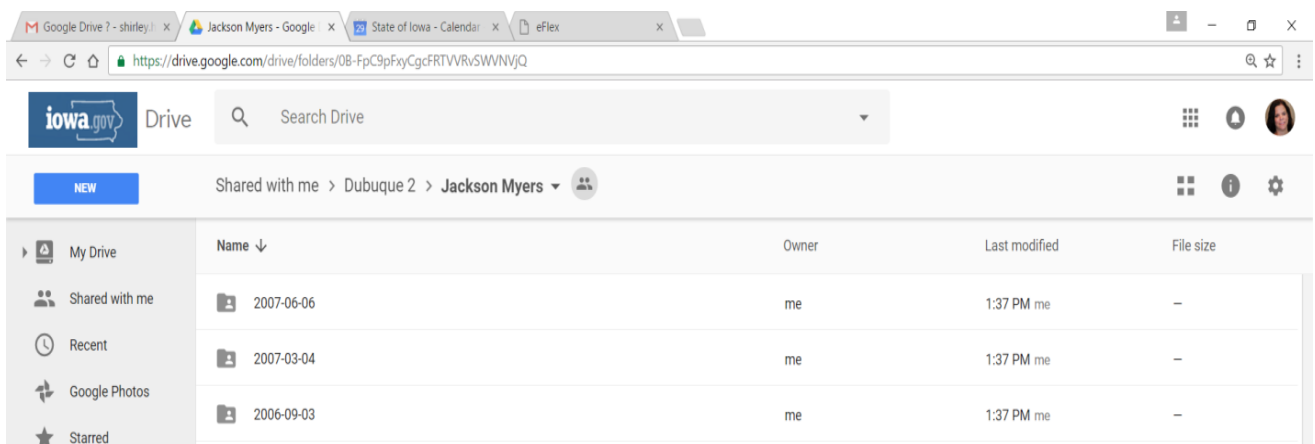 Google Drive ? - shirley.h
Jackson Myers - Google
29 State of Iowa - Calendar
eFlex
https://drive.google.com/drive/folders/0B-FpC9pFxyCgcFRTVVRvSWVNVjQ
iowa.gov Drive Search Drive
NEW Shared with me > Dubuque 2 > Jackson Myers
My Drive Name Owner Last modified File size
Shared with me 2007-06-06 me 1:37 PM me –
Recent 2007-03-04 me 1:37 PM me –
Google Photos 2006-09-03 me 1:37 PM me –
Starred